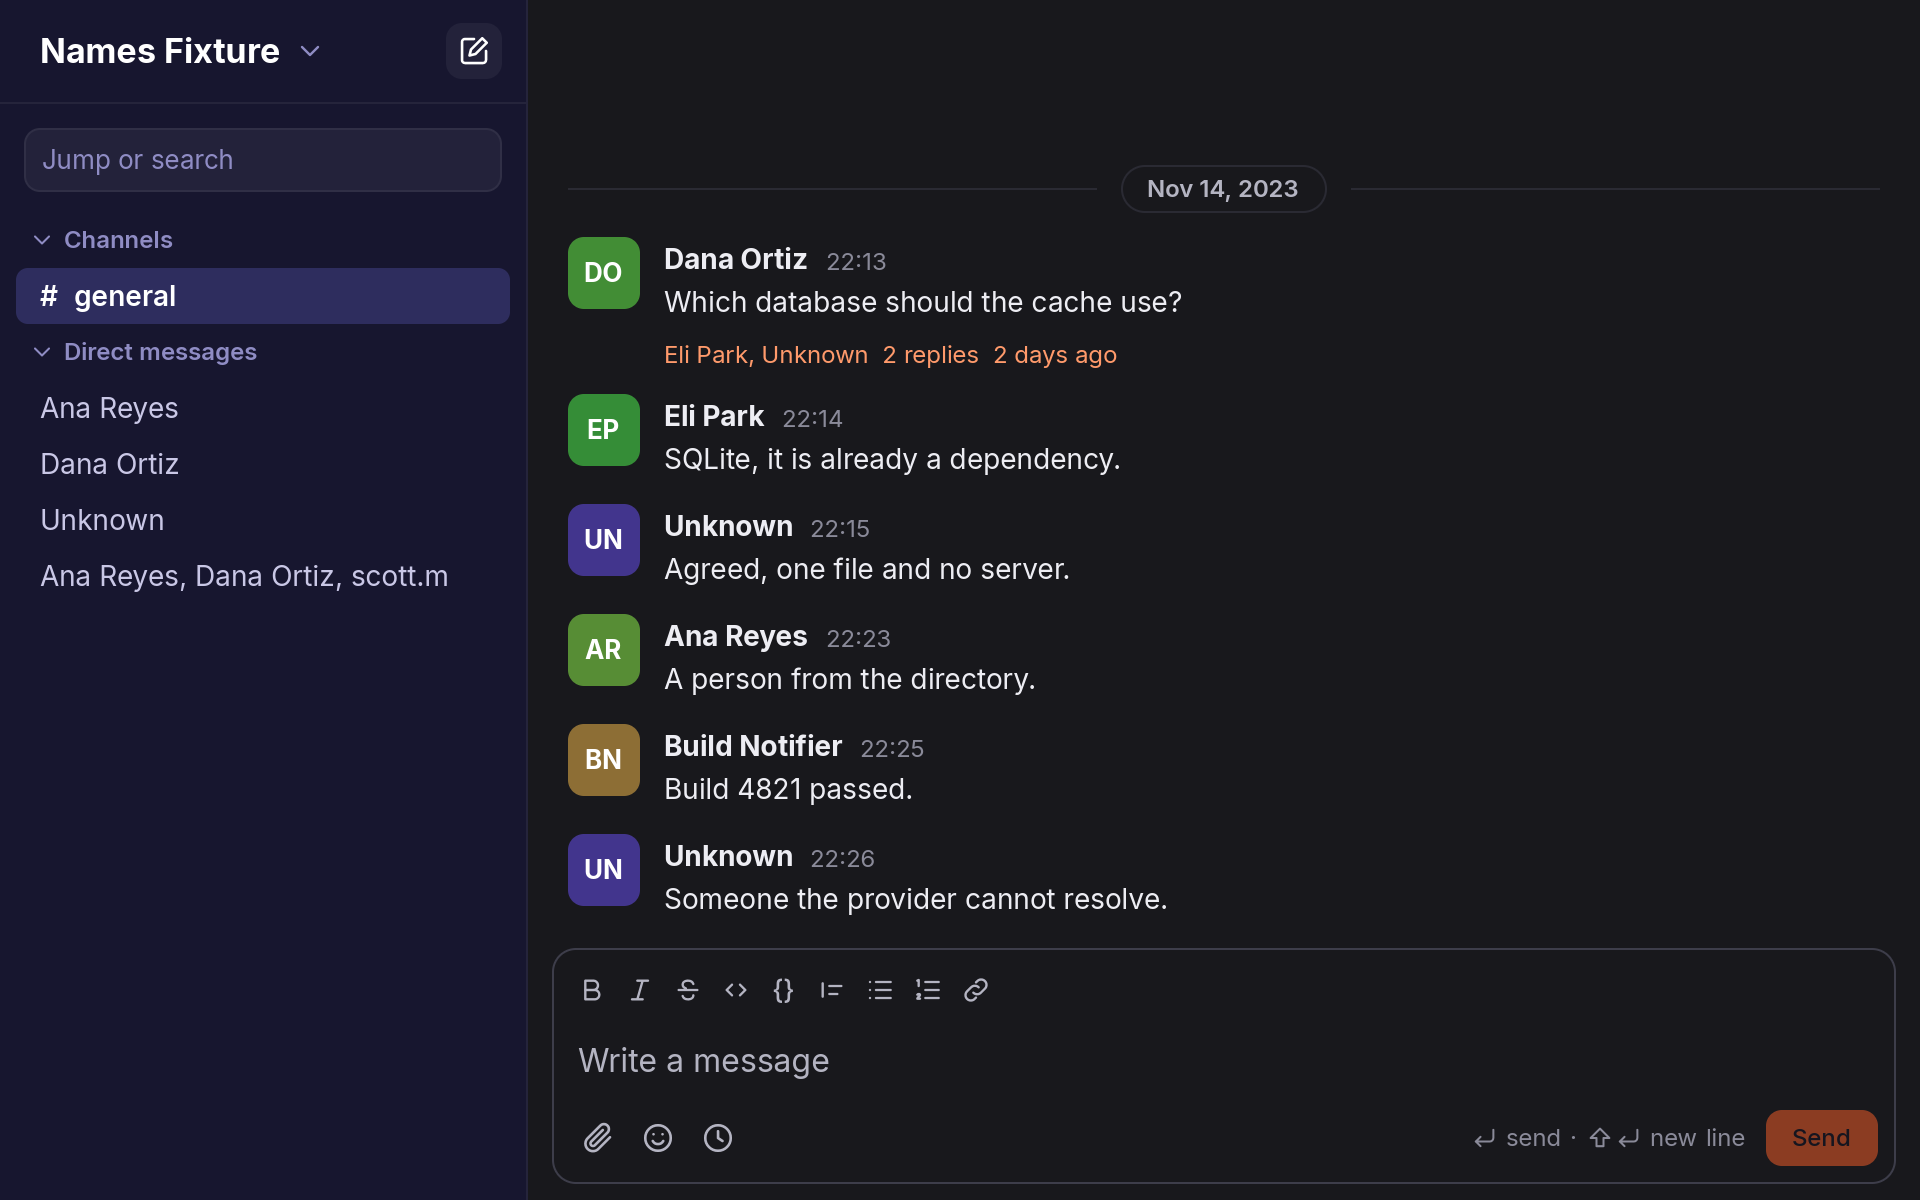 Names Fixture
Jump or search
Channels
# general
Direct messages
Ana Reyes
Dana Ortiz
Unknown
Ana Reyes, Dana Ortiz, scott.m
Nov 14, 2023
DO
Dana Ortiz 22:13
Which database should the cache use?
Eli Park, Unknown 2 replies 2 days ago
EP
Eli Park 22:14
SQLite, it is already a dependency.
UN
Unknown 22:15
Agreed, one file and no server.
AR
Ana Reyes 22:23
A person from the directory.
BN
Build Notifier 22:25
Build 4821 passed.
UN
Unknown 22:26
Someone the provider cannot resolve.
Write a message
send · new line
Send